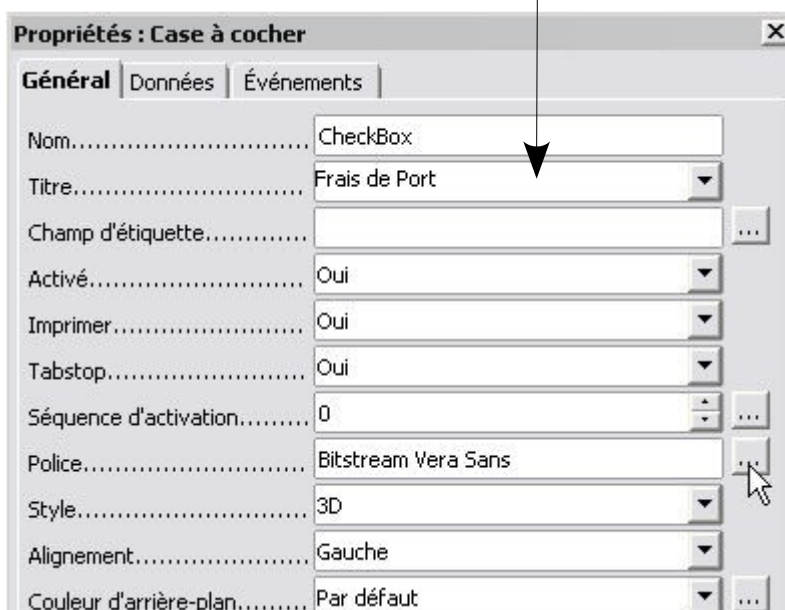 Propriétés : Case à cocher
Général Données Événements
Nom............................. CheckBox
Titre............................ Frais de Port
Champ d'étiquette............. ...
Activé.......................... Oui
Imprimer....................... Oui
Tabstop........................ Oui
Séquence d'activation......... 0 ...
Police........................... Bitstream Vera Sans ...
Style............................ 3D
Alignement..................... Gauche
Couleur d'arrière-plan......... Par défaut ...